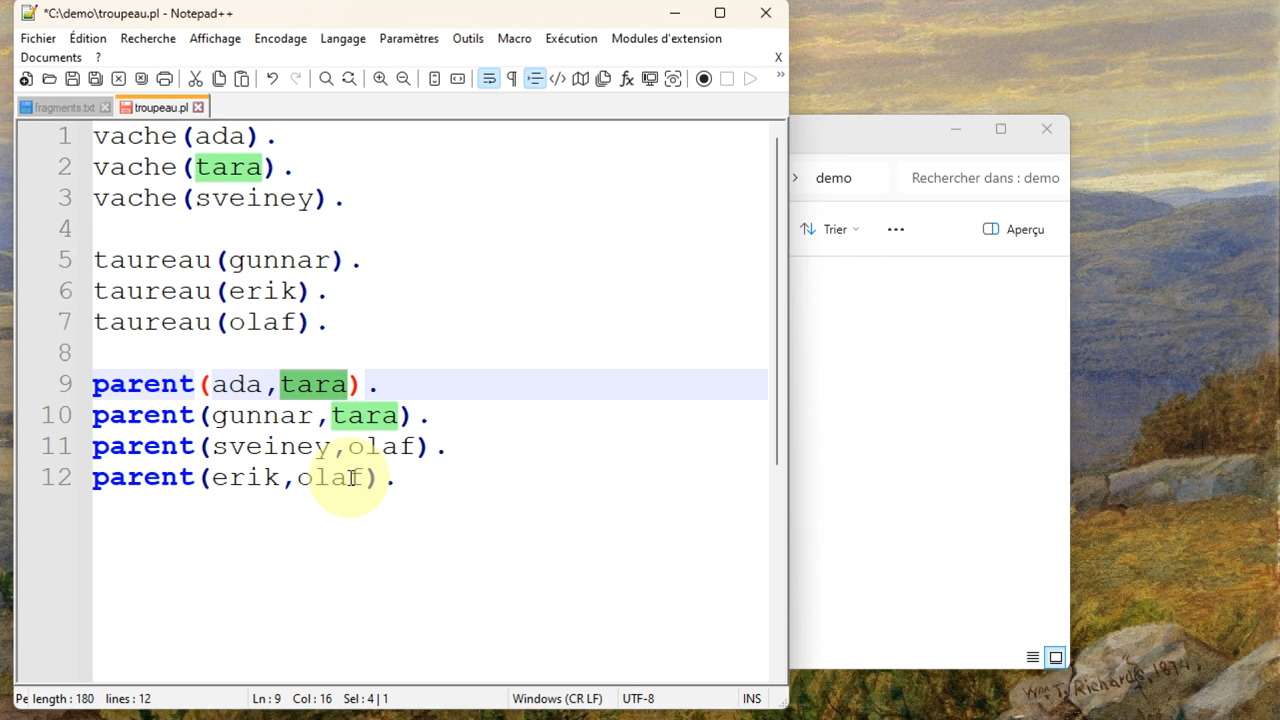 *C:\demo\troupeau.pl - Notepad++
Fichier Édition Recherche Affichage Encodage Langage Paramètres Outils Macro Exécution Modules d'extension
Documents ? X
fragments.txt troupeau.pl
1 vache(ada).
2 vache(tara).
3 vache(sveiney).
4
5 taureau(gunnar).
6 taureau(erik).
7 taureau(olaf).
8
9 parent(ada,tara).
10 parent(gunnar,tara).
11 parent(sveiney,olaf).
12 parent(erik,olaf).
Pe length : 180 lines : 12 Ln : 9 Col : 16 Sel : 4 | 1 Windows (CR LF) UTF-8 INS
demo Rechercher dans : demo
Trier Aperçu
Wm T. Richards. 1874.